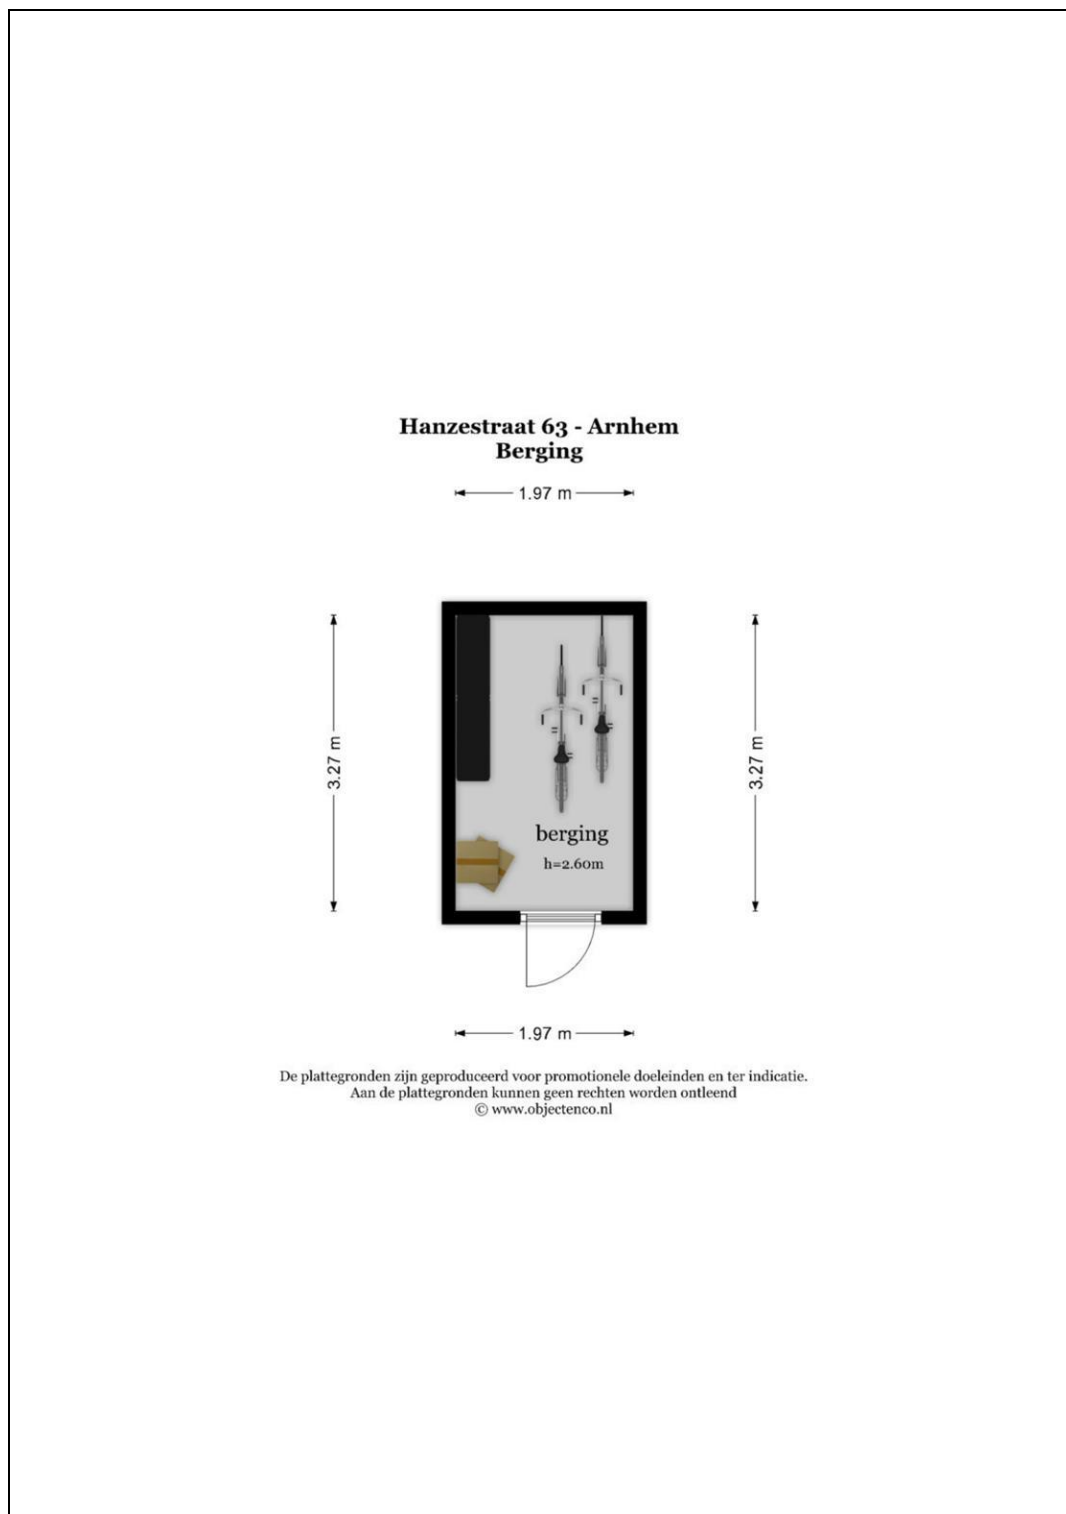 Hanzestraat 63 - Arnhem
Berging
1.97 m
3.27 m
3.27 m
berging
h=2.60m
1.97 m
De plattegronden zijn geproduceerd voor promotionele doeleinden en ter indicatie.
Aan de plattegronden kunnen geen rechten worden ontleend
© www.objectenco.nl